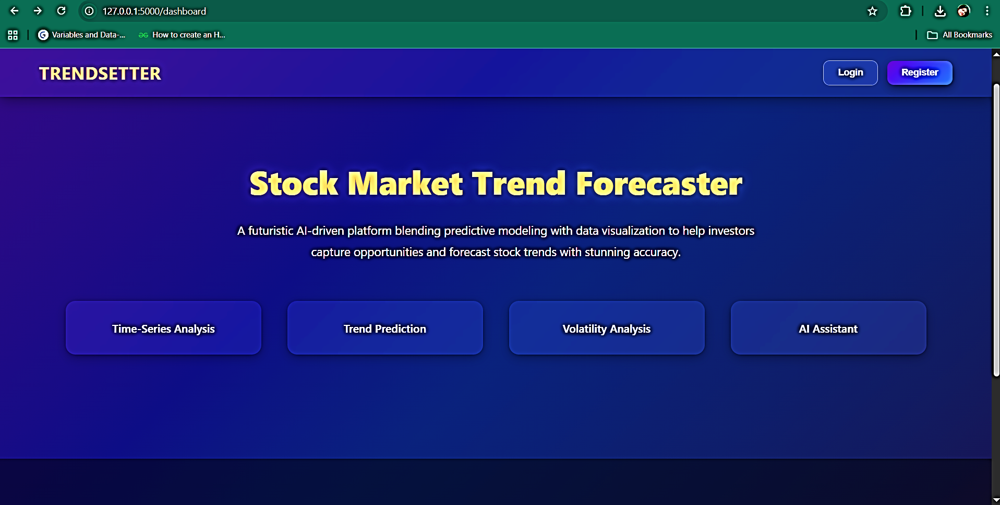 127.0.0.1:5000/dashboard
Variables and Data-...
How to create an H...
All Bookmarks
TRENDSETTER
Login
Register
Stock Market Trend Forecaster
A futuristic AI-driven platform blending predictive modeling with data visualization to help investors
capture opportunities and forecast stock trends with stunning accuracy.
Time-Series Analysis
Trend Prediction
Volatility Analysis
AI Assistant